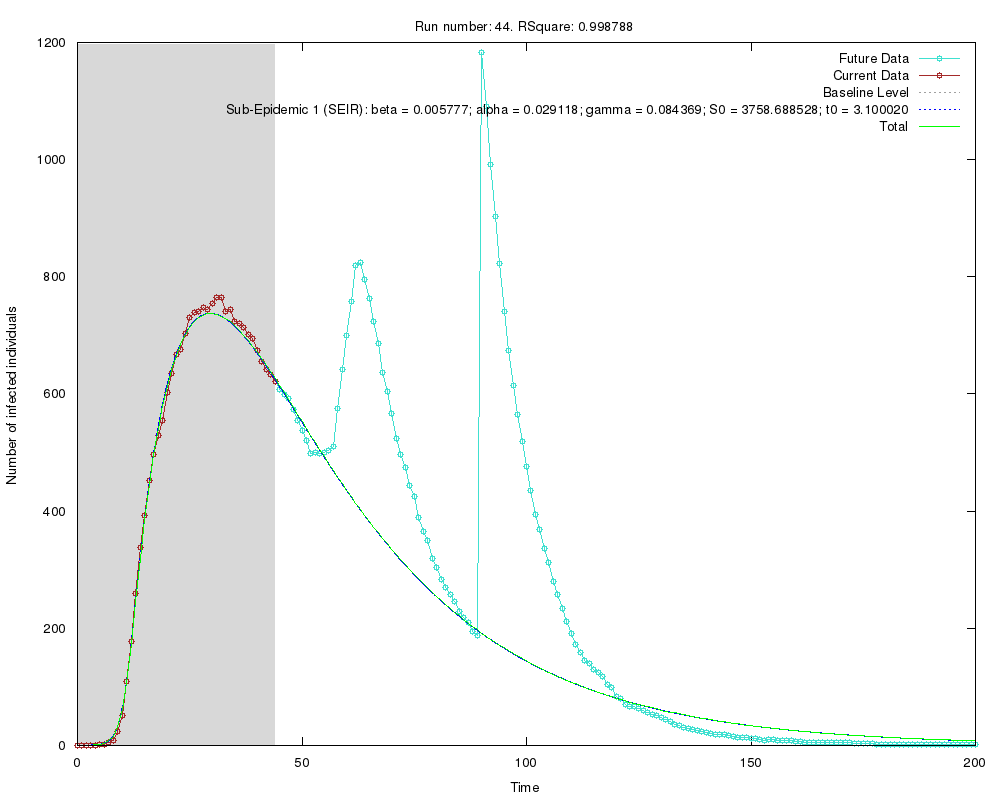 Run number: 44. RSquare: 0.998788
1200
1000
800
600
400
200
0
Number of infected individuals
Future Data
Current Data
Baseline Level
Sub-Epidemic 1 (SEIR): beta = 0.005777; alpha = 0.029118; gamma = 0.084369; S0 = 3758.688528; t0 = 3.100020
Total
0 50 100 150 200
Time